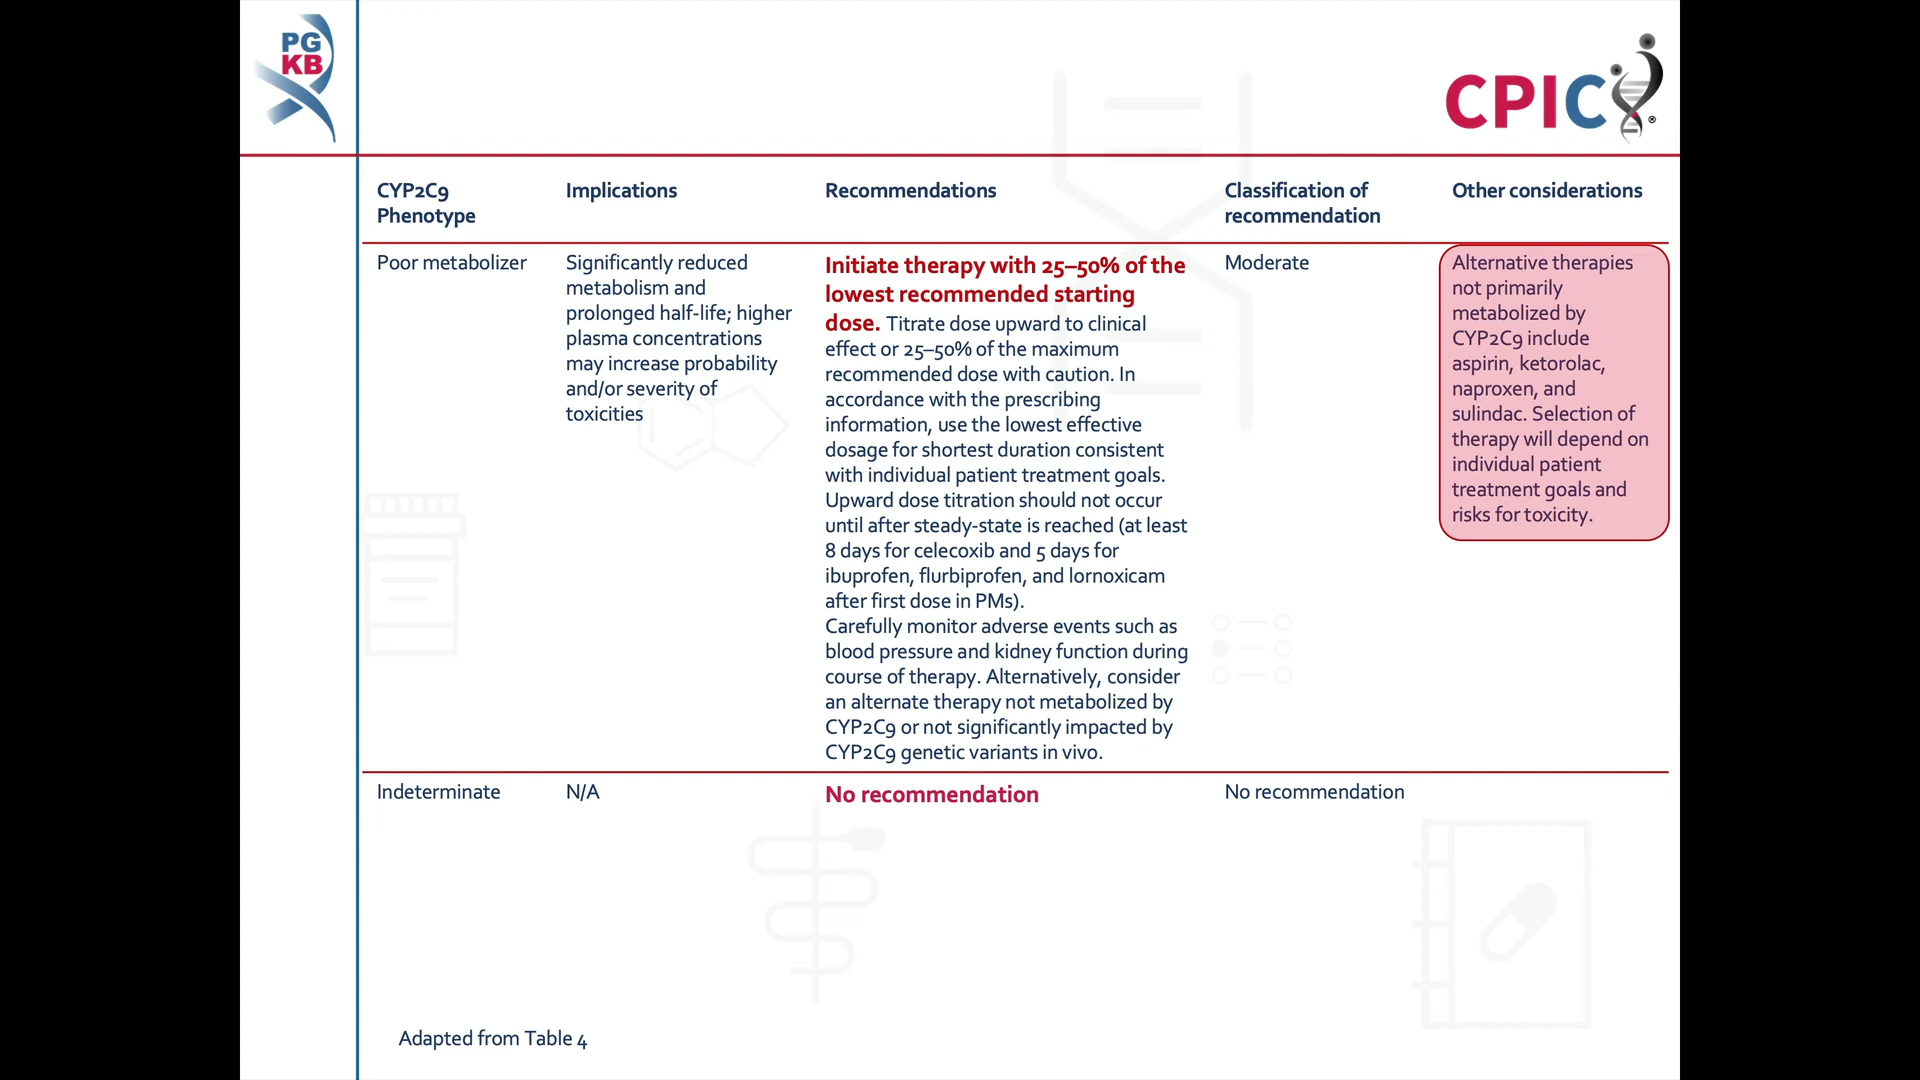 PG
KB
CPIC®
CYP2C9
Phenotype
Implications
Recommendations
Classification of
recommendation
Other considerations
Poor metabolizer
Significantly reduced
metabolism and
prolonged half-life; higher
plasma concentrations
may increase probability
and/or severity of
toxicities
Initiate therapy with 25–50% of the
lowest recommended starting
dose. Titrate dose upward to clinical
effect or 25–50% of the maximum
recommended dose with caution. In
accordance with the prescribing
information, use the lowest effective
dosage for shortest duration consistent
with individual patient treatment goals.
Upward dose titration should not occur
until after steady-state is reached (at least
8 days for celecoxib and 5 days for
ibuprofen, flurbiprofen, and lornoxicam
after first dose in PMs).
Carefully monitor adverse events such as
blood pressure and kidney function during
course of therapy. Alternatively, consider
an alternate therapy not metabolized by
CYP2C9 or not significantly impacted by
CYP2C9 genetic variants in vivo.
Moderate
Alternative therapies
not primarily
metabolized by
CYP2C9 include
aspirin, ketorolac,
naproxen, and
sulindac. Selection of
therapy will depend on
individual patient
treatment goals and
risks for toxicity.
Indeterminate
N/A
No recommendation
No recommendation
Adapted from Table 4